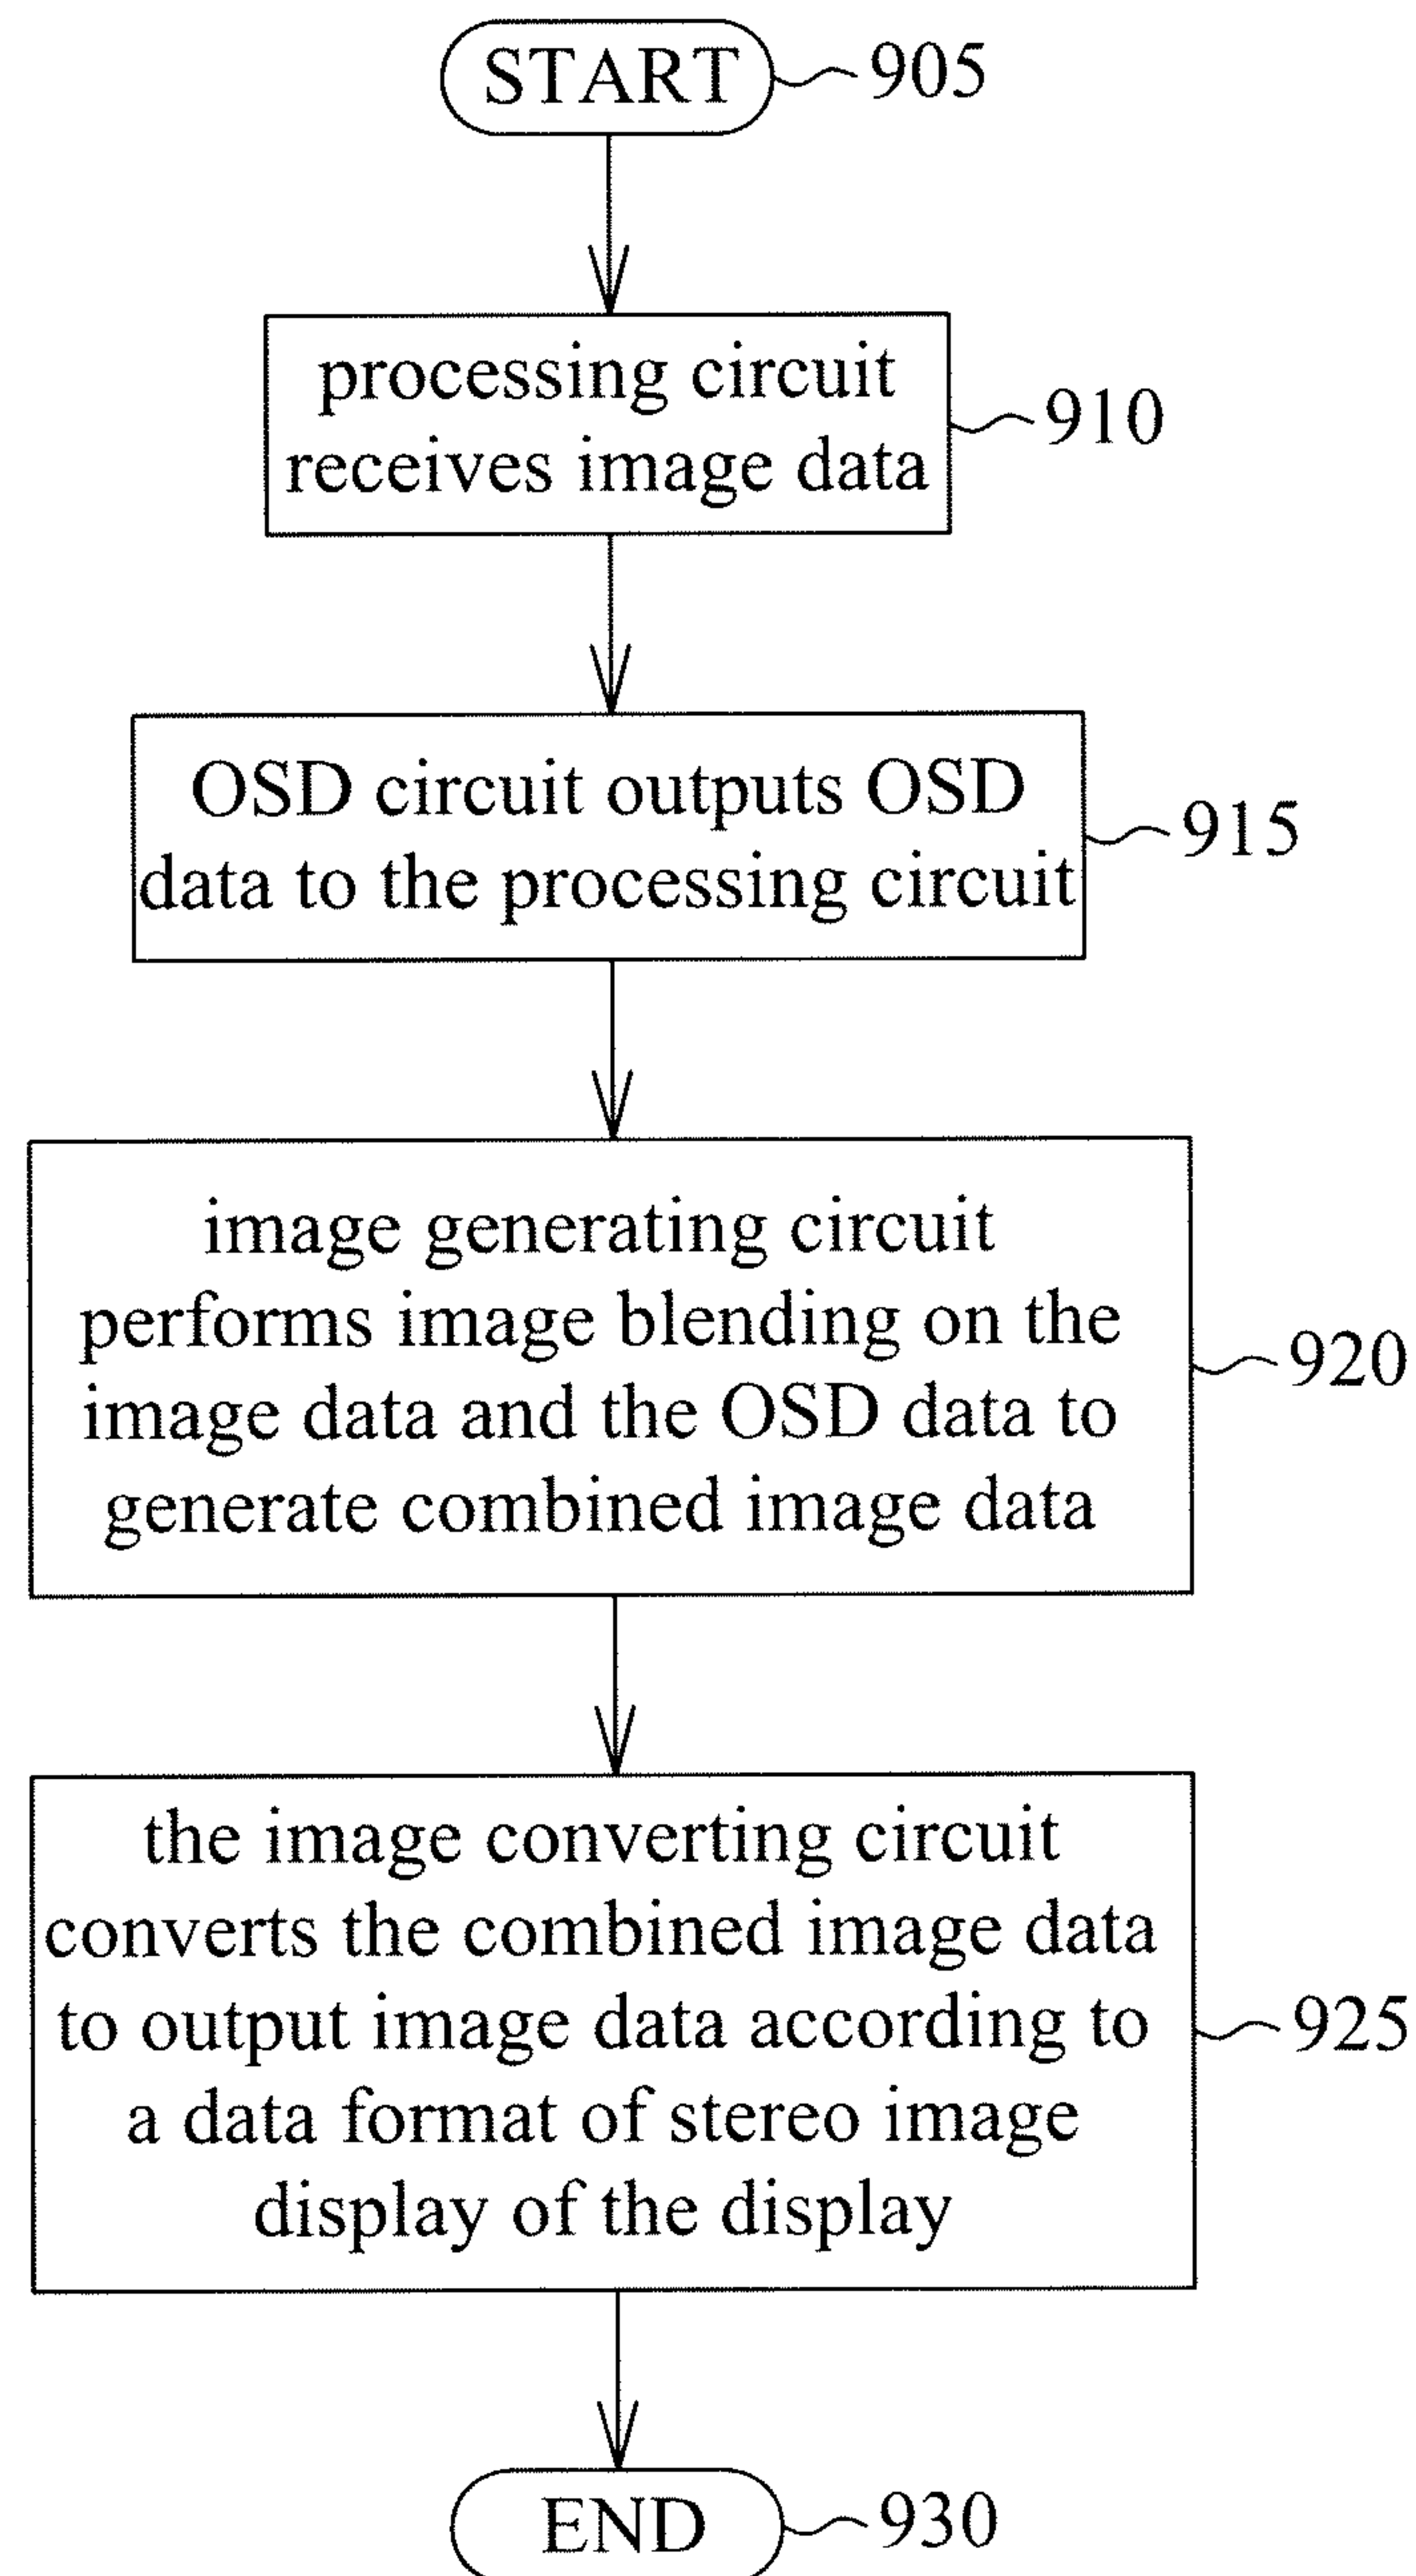 START
905
processing circuit
receives image data
910
OSD circuit outputs OSD
data to the processing circuit
915
image generating circuit
performs image blending on the
image data and the OSD data to
generate combined image data
920
the image converting circuit
converts the combined image data
to output image data according to
a data format of stereo image
display of the display
925
END
930